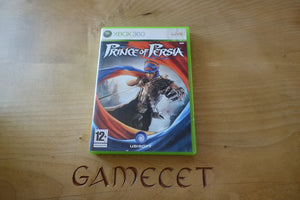 XBOX 360
PRINCE OF PERSIA
12
UBISOFT
GAMECET